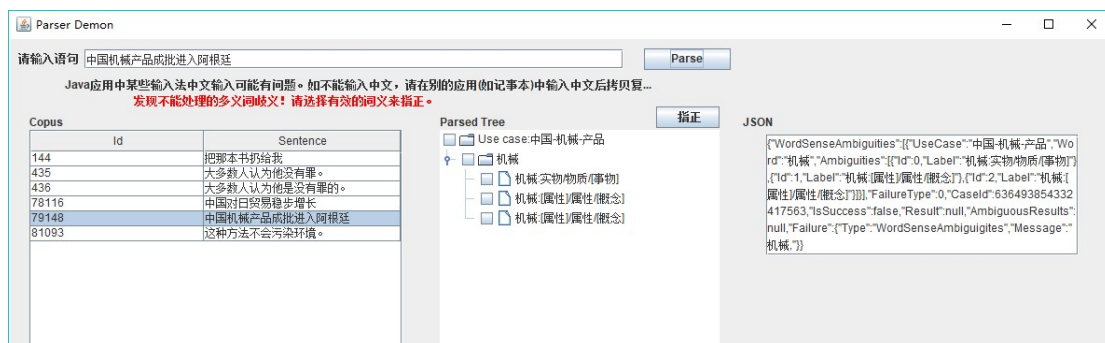 Parser Demon
请输入语句 中国机械产品成批进入阿根廷 Parse
Java应用中某些输入法中文输入可能有问题。如不能输入中文，请在别的应用(如记事本)中输入中文后拷贝复...
发现不能处理的多义词歧义！请选择有效的词义来指正。
指正
Copus
Id Sentence
144 把那本书扔给我
435 大多数人认为他没有罪。
436 大多数人认为他是没有罪的。
78116 中国对日贸易稳步增长
79148 中国机械产品成批进入阿根廷
81093 这种方法不会污染环境。
Parsed Tree
Use case:中国-机械-产品
机械
机械:实物/物质/[事物]
机械:[属性]/属性/[概念]
机械:[属性]/属性/[概念]
JSON
{"WordSenseAmbiguities":[{"UseCase":"中国-机械-产品","Wo
rd":"机械","Ambiguities":[{"Id":0,"Label":"机械:实物/物质/[事物]"}
,{"Id":1,"Label":"机械:[属性]/属性/[概念]"},{"Id":2,"Label":"机械:[
属性]/属性/[概念]"}]}],"FailureType":0,"CaseId":636493854332
417563,"IsSuccess":false,"Result":null,"AmbiguousResults":
null,"Failure":{"Type":"WordSenseAmbiguigites","Message":"
机械,"}}